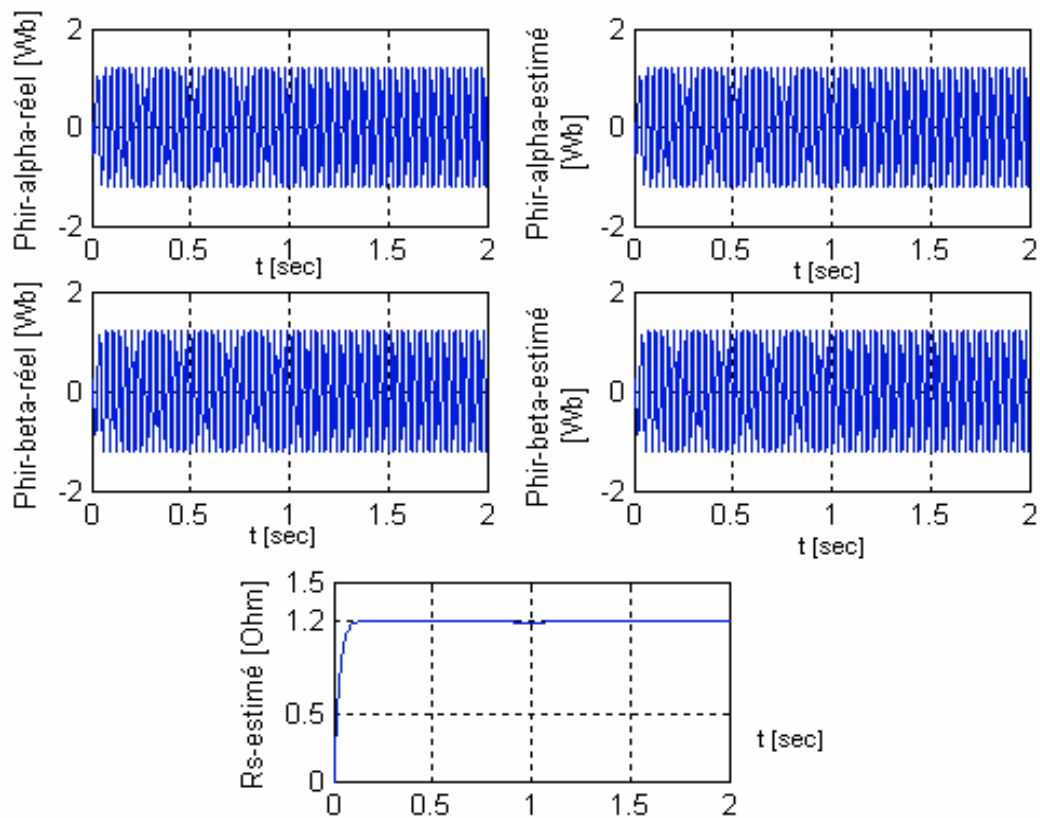 Phir-alpha-réel [Wb]
2
0
-2
0 0.5 1 1.5 2
t [sec]
Phir-alpha-estimé
[Wb]
2
0
-2
0 0.5 1 1.5 2
t [sec]
Phir-beta-réel [Wb]
2
0
-2
0 0.5 1 1.5 2
t [sec]
Phir-beta-estimé
[Wb]
2
0
-2
0 0.5 1 1.5 2
t [sec]
Rs-estimé [Ohm]
1.5
1.2
0.5
0
0 0.5 1 1.5 2
t [sec]